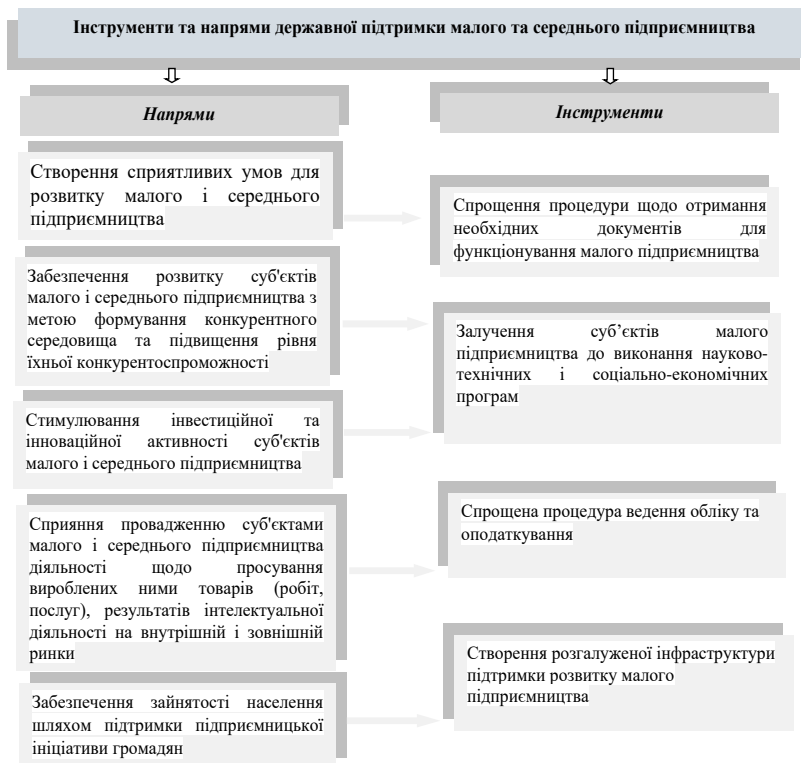 Інструменти та напрями державної підтримки малого та середнього підприємництва
Напрями
Створення сприятливих умов для
розвитку малого і середнього
підприємництва
Забезпечення розвитку суб'єктів
малого і середнього підприємництва з
метою формування конкурентного
середовища та підвищення рівня
їхньої конкурентоспроможності
Стимулювання інвестиційної та
інноваційної активності суб'єктів
малого і середнього підприємництва
Сприяння провадженню суб'єктами
малого і середнього підприємництва
діяльності щодо просування
вироблених ними товарів (робіт,
послуг), результатів інтелектуальної
діяльності на внутрішній і зовнішній
ринки
Забезпечення зайнятості населення
шляхом підтримки підприємницької
ініціативи громадян
Інструменти
Спрощення процедури щодо отримання
необхідних документів для
функціонування малого підприємництва
Залучення суб’єктів малого
підприємництва до виконання науково-
технічних і соціально-економічних
програм
Спрощена процедура ведення обліку та
оподаткування
Створення розгалуженої інфраструктури
підтримки розвитку малого
підприємництва